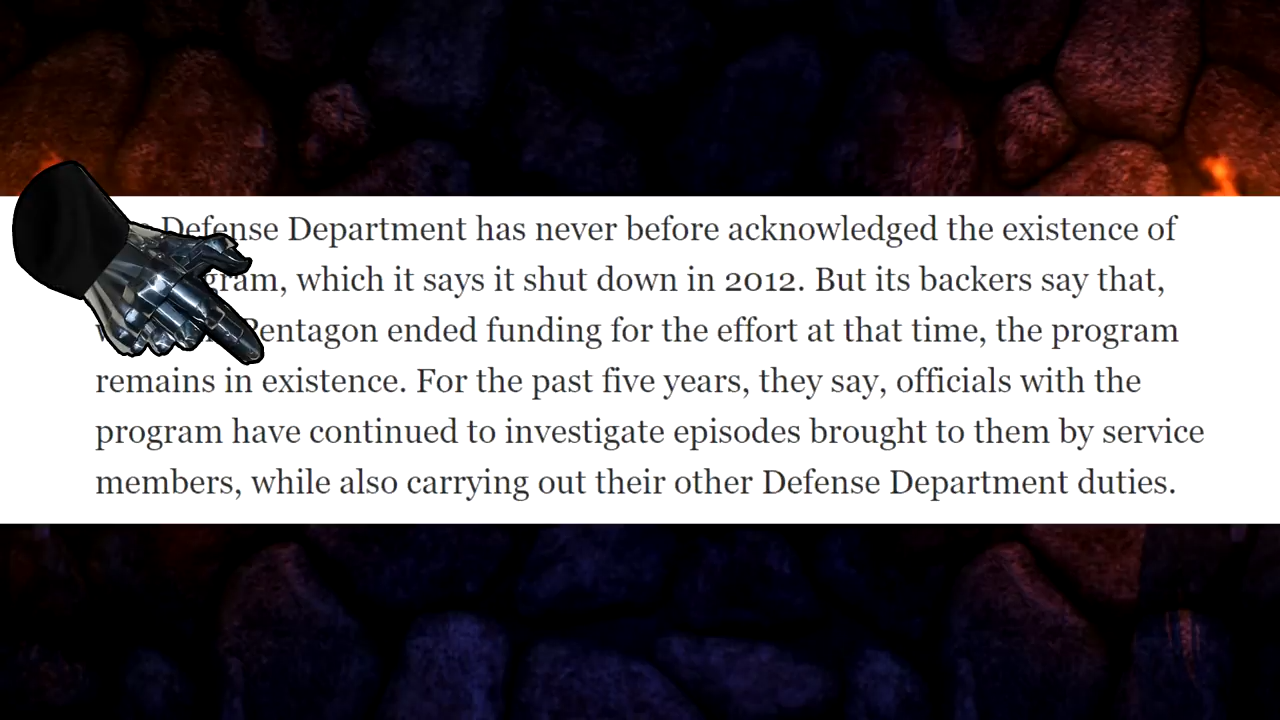 Defense Department has never before acknowledged the existence of
which it says it shut down in 2012. But its backers say that,
Pentagon ended funding for the effort at that time, the program
remains in existence. For the past five years, they say, officials with the
program have continued to investigate episodes brought to them by service
members, while also carrying out their other Defense Department duties.